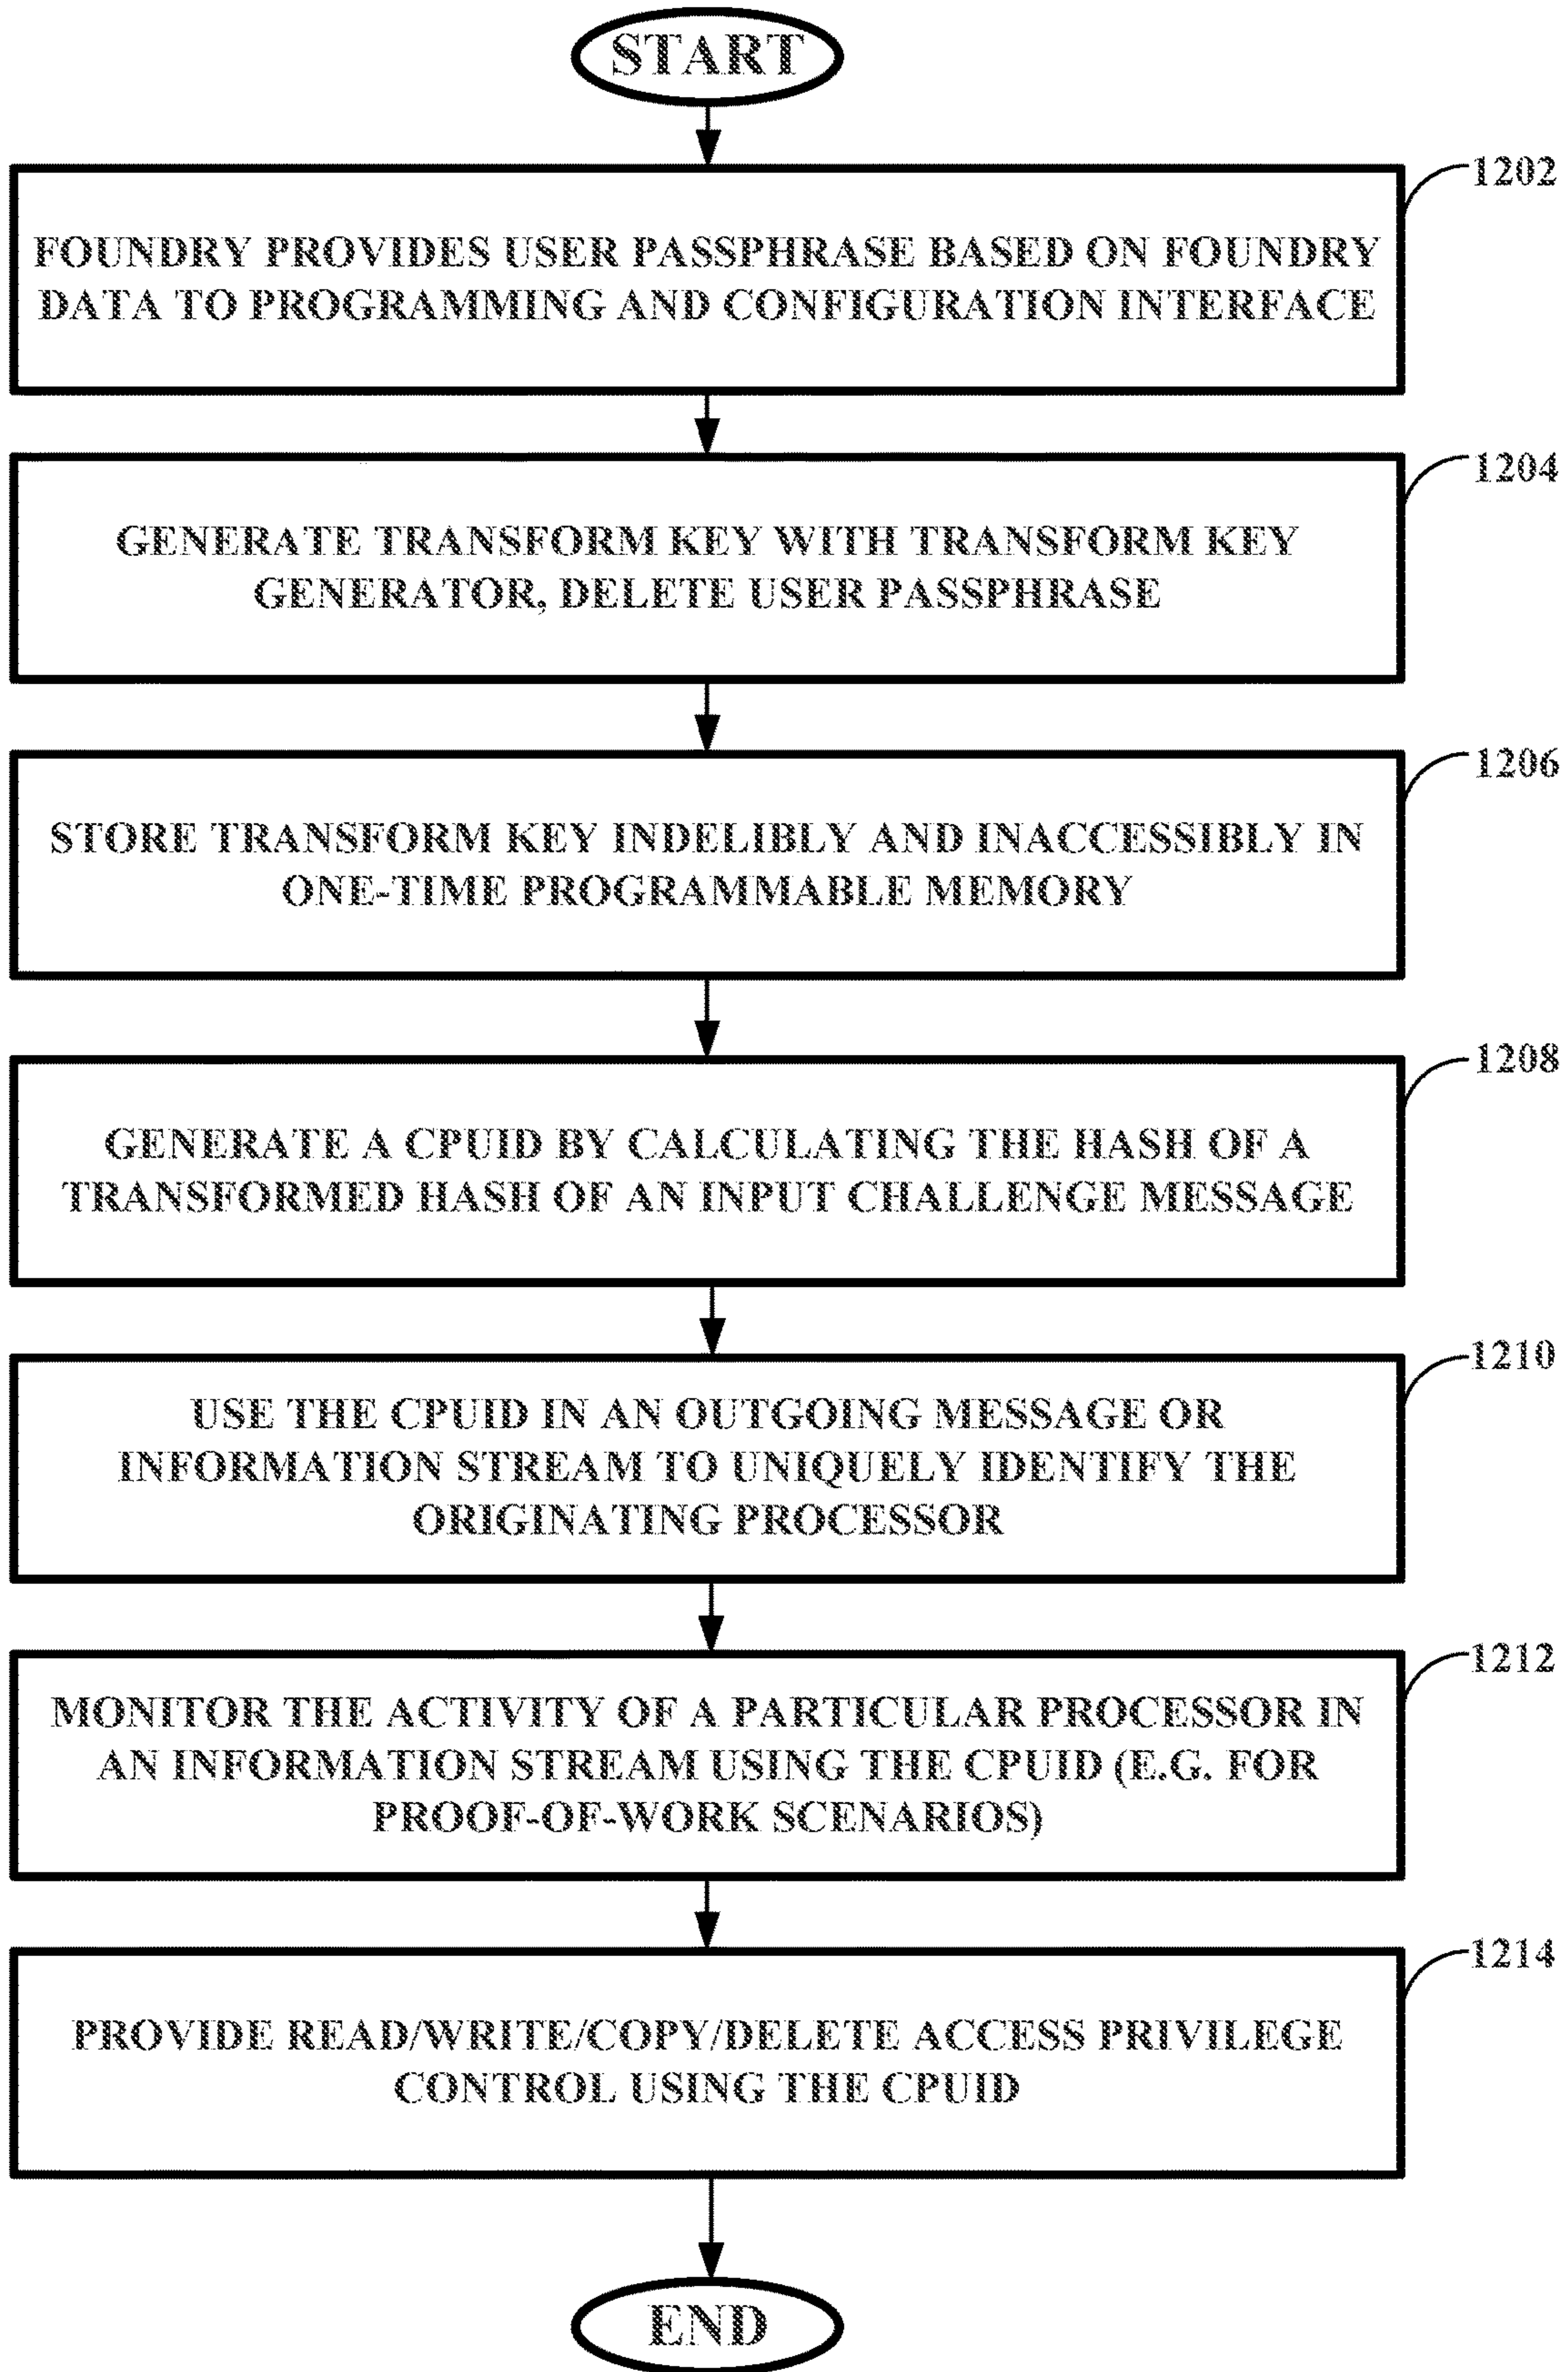 START
1202
FOUNDRY PROVIDES USER PASSPHRASE BASED ON FOUNDRY
DATA TO PROGRAMMING AND CONFIGURATION INTERFACE
1204
GENERATE TRANSFORM KEY WITH TRANSFORM KEY
GENERATOR, DELETE USER PASSPHRASE
1206
STORE TRANSFORM KEY INDELIBLY AND INACCESSIBLY IN
ONE-TIME PROGRAMMABLE MEMORY
1208
GENERATE A CPUID BY CALCULATING THE HASH OF A
TRANSFORMED HASH OF AN INPUT CHALLENGE MESSAGE
1210
USE THE CPUID IN AN OUTGOING MESSAGE OR
INFORMATION STREAM TO UNIQUELY IDENTIFY THE
ORIGINATING PROCESSOR
1212
MONITOR THE ACTIVITY OF A PARTICULAR PROCESSOR IN
AN INFORMATION STREAM USING THE CPUID (E.G. FOR
PROOF-OF-WORK SCENARIOS)
1214
PROVIDE READ/WRITE/COPY/DELETE ACCESS PRIVILEGE
CONTROL USING THE CPUID
END